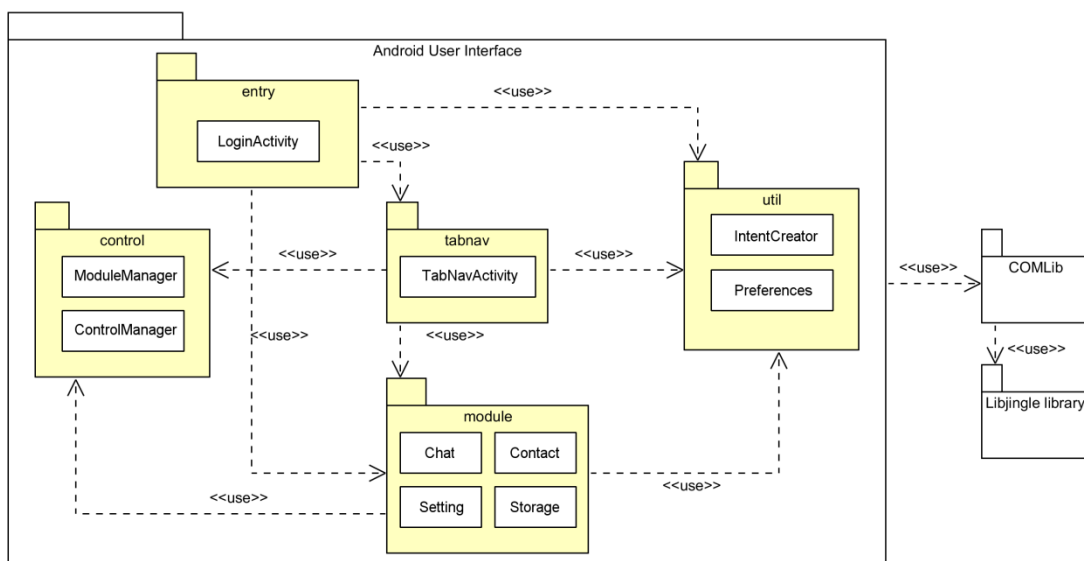 Android User Interface
entry
<<use>>
LoginActivity
<<use>>
util
control
tabnav
IntentCreator
<<use>>
<<use>>
ModuleManager
TabNavActivity
COMLib
<<use>>
Preferences
ControlManager
<<use>>
<<use>>
<<use>>
Libjingle library
module
Chat
Contact
<<use>>
<<use>>
Setting
Storage